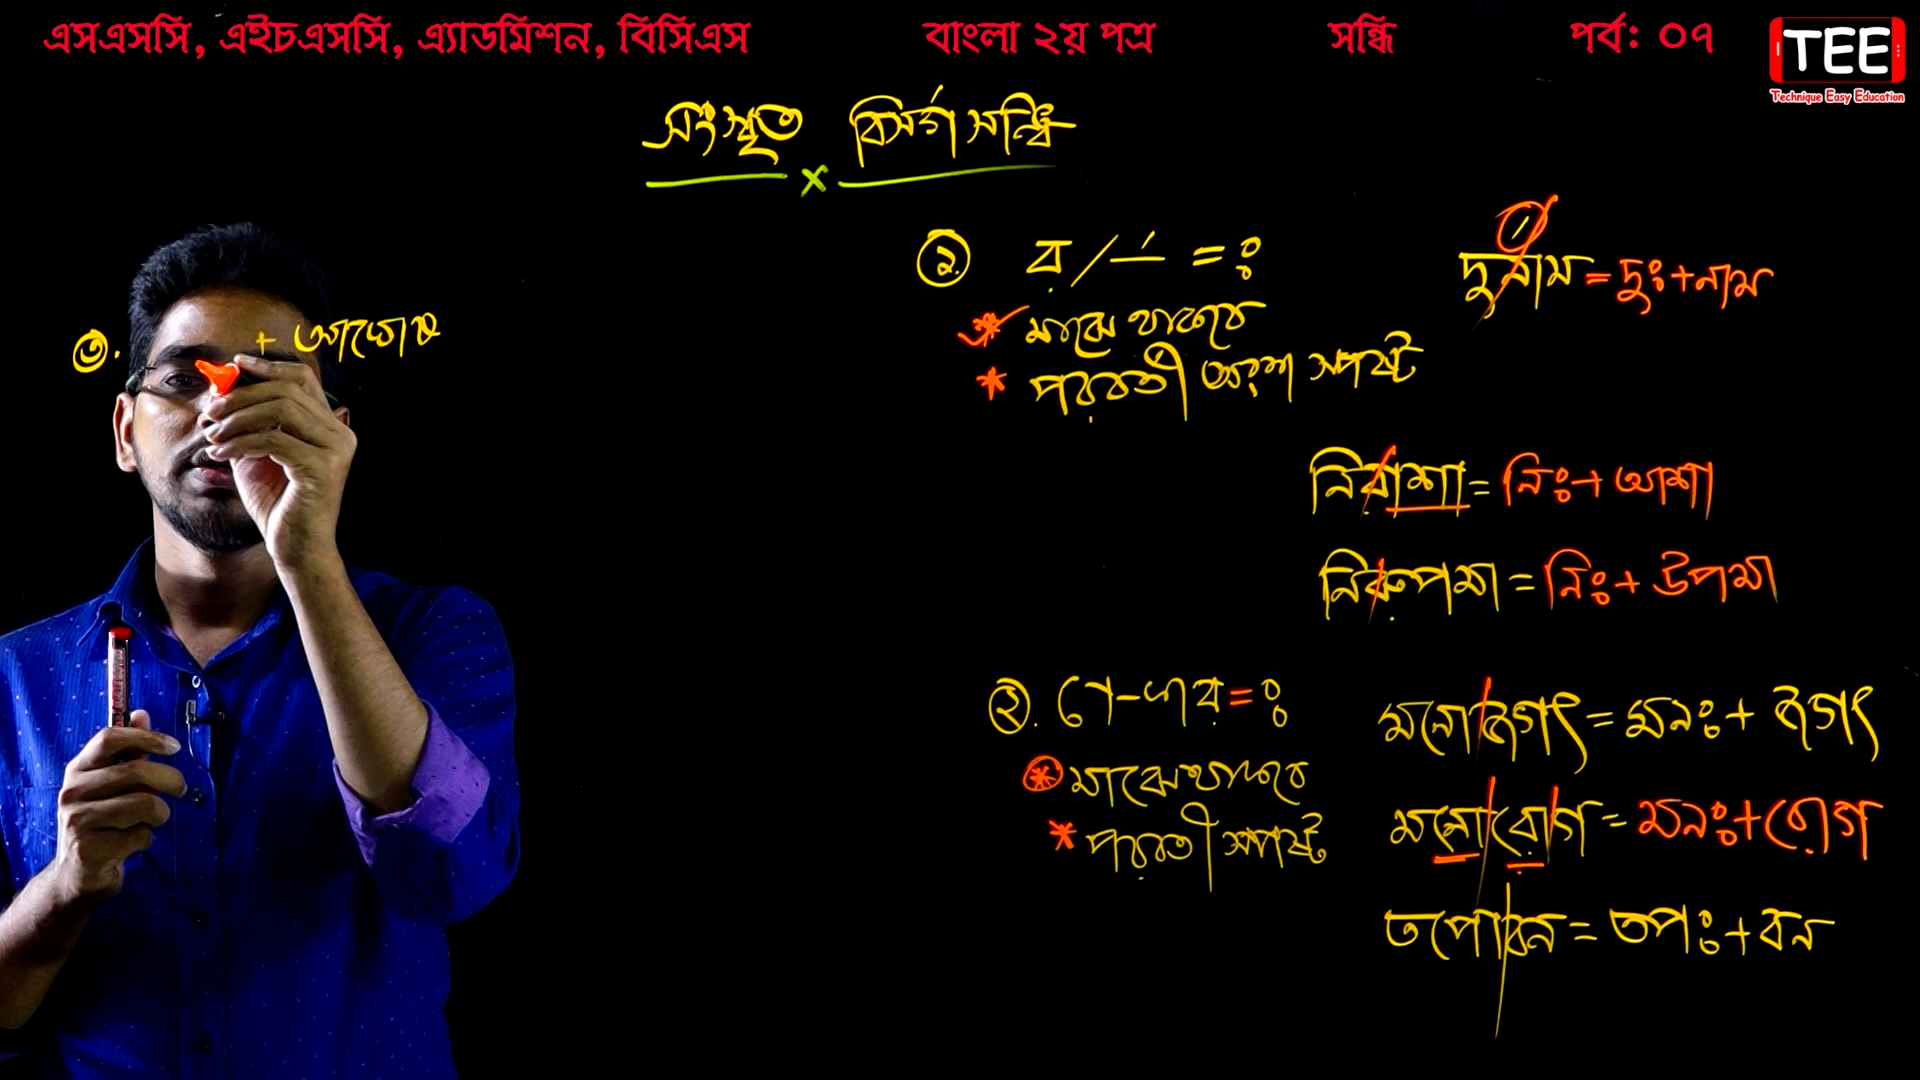 এসএসসি, এইচএসসি, এ্যাডমিশন, বিসিএস বাংলা ২য় পত্র সন্ধি পর্ব: ০৭
TEE
Technique Easy Education
সংস্কৃত বিসর্গ সন্ধি
×
১. র / র্ = ঃ
* মাঝে থাকবে
* পরবর্তী অংশ স্পষ্ট
দুর্নাম = দুঃ + নাম
নিরাশা = নিঃ + আশা
নিরুপমা = নিঃ + উপমা
২. ো-কার = ঃ
* মাঝে থাকবে
* পরবর্তী স্পষ্ট
মনোজগৎ = মনঃ + জগৎ
মনোরোগ = মনঃ + রোগ
তপোবন = তপঃ + বন
৩. +